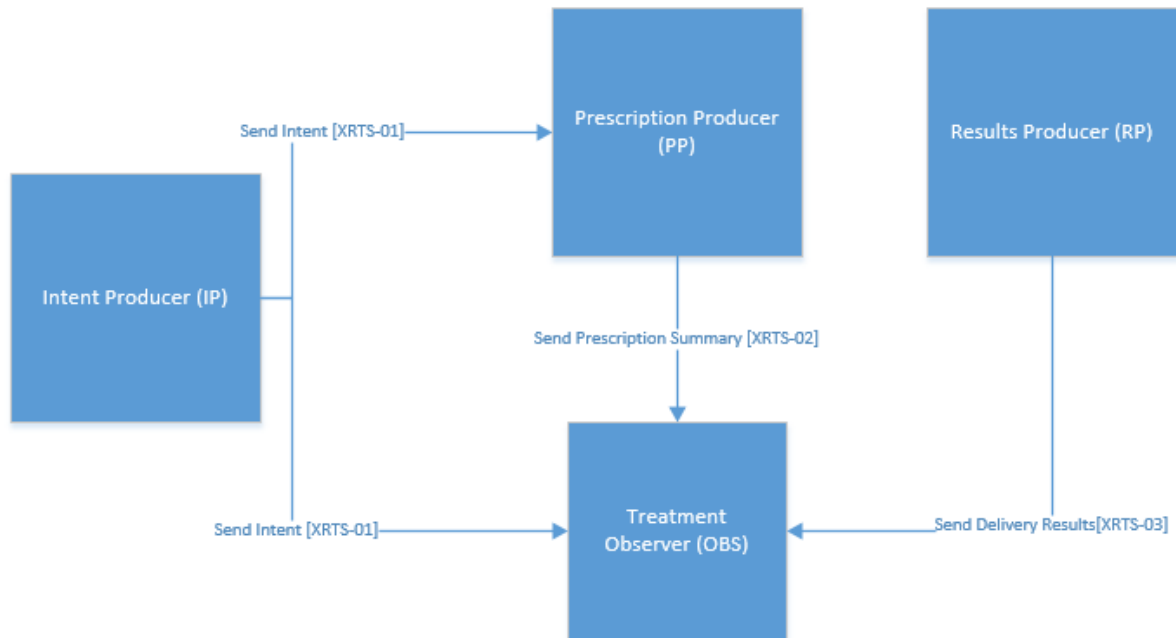 Send Intent [XRTS-01]
Prescription Producer
(PP)
Results Producer (RP)
Intent Producer (IP)
Send Prescription Summary [XRTS-02]
Send Intent [XRTS-01]
Treatment
Observer (OBS)
Send Delivery Results[XRTS-03]